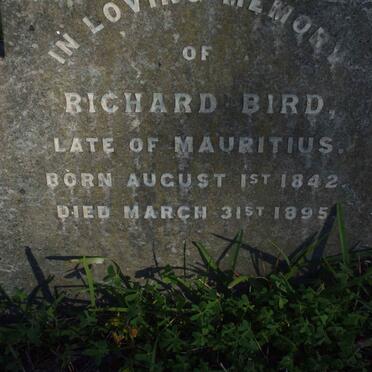 IN LOVING MEMORY
OF
RICHARD BIRD,
LATE OF MAURITIUS.
BORN AUGUST 1ST 1842.
DIED MARCH 31ST 1895